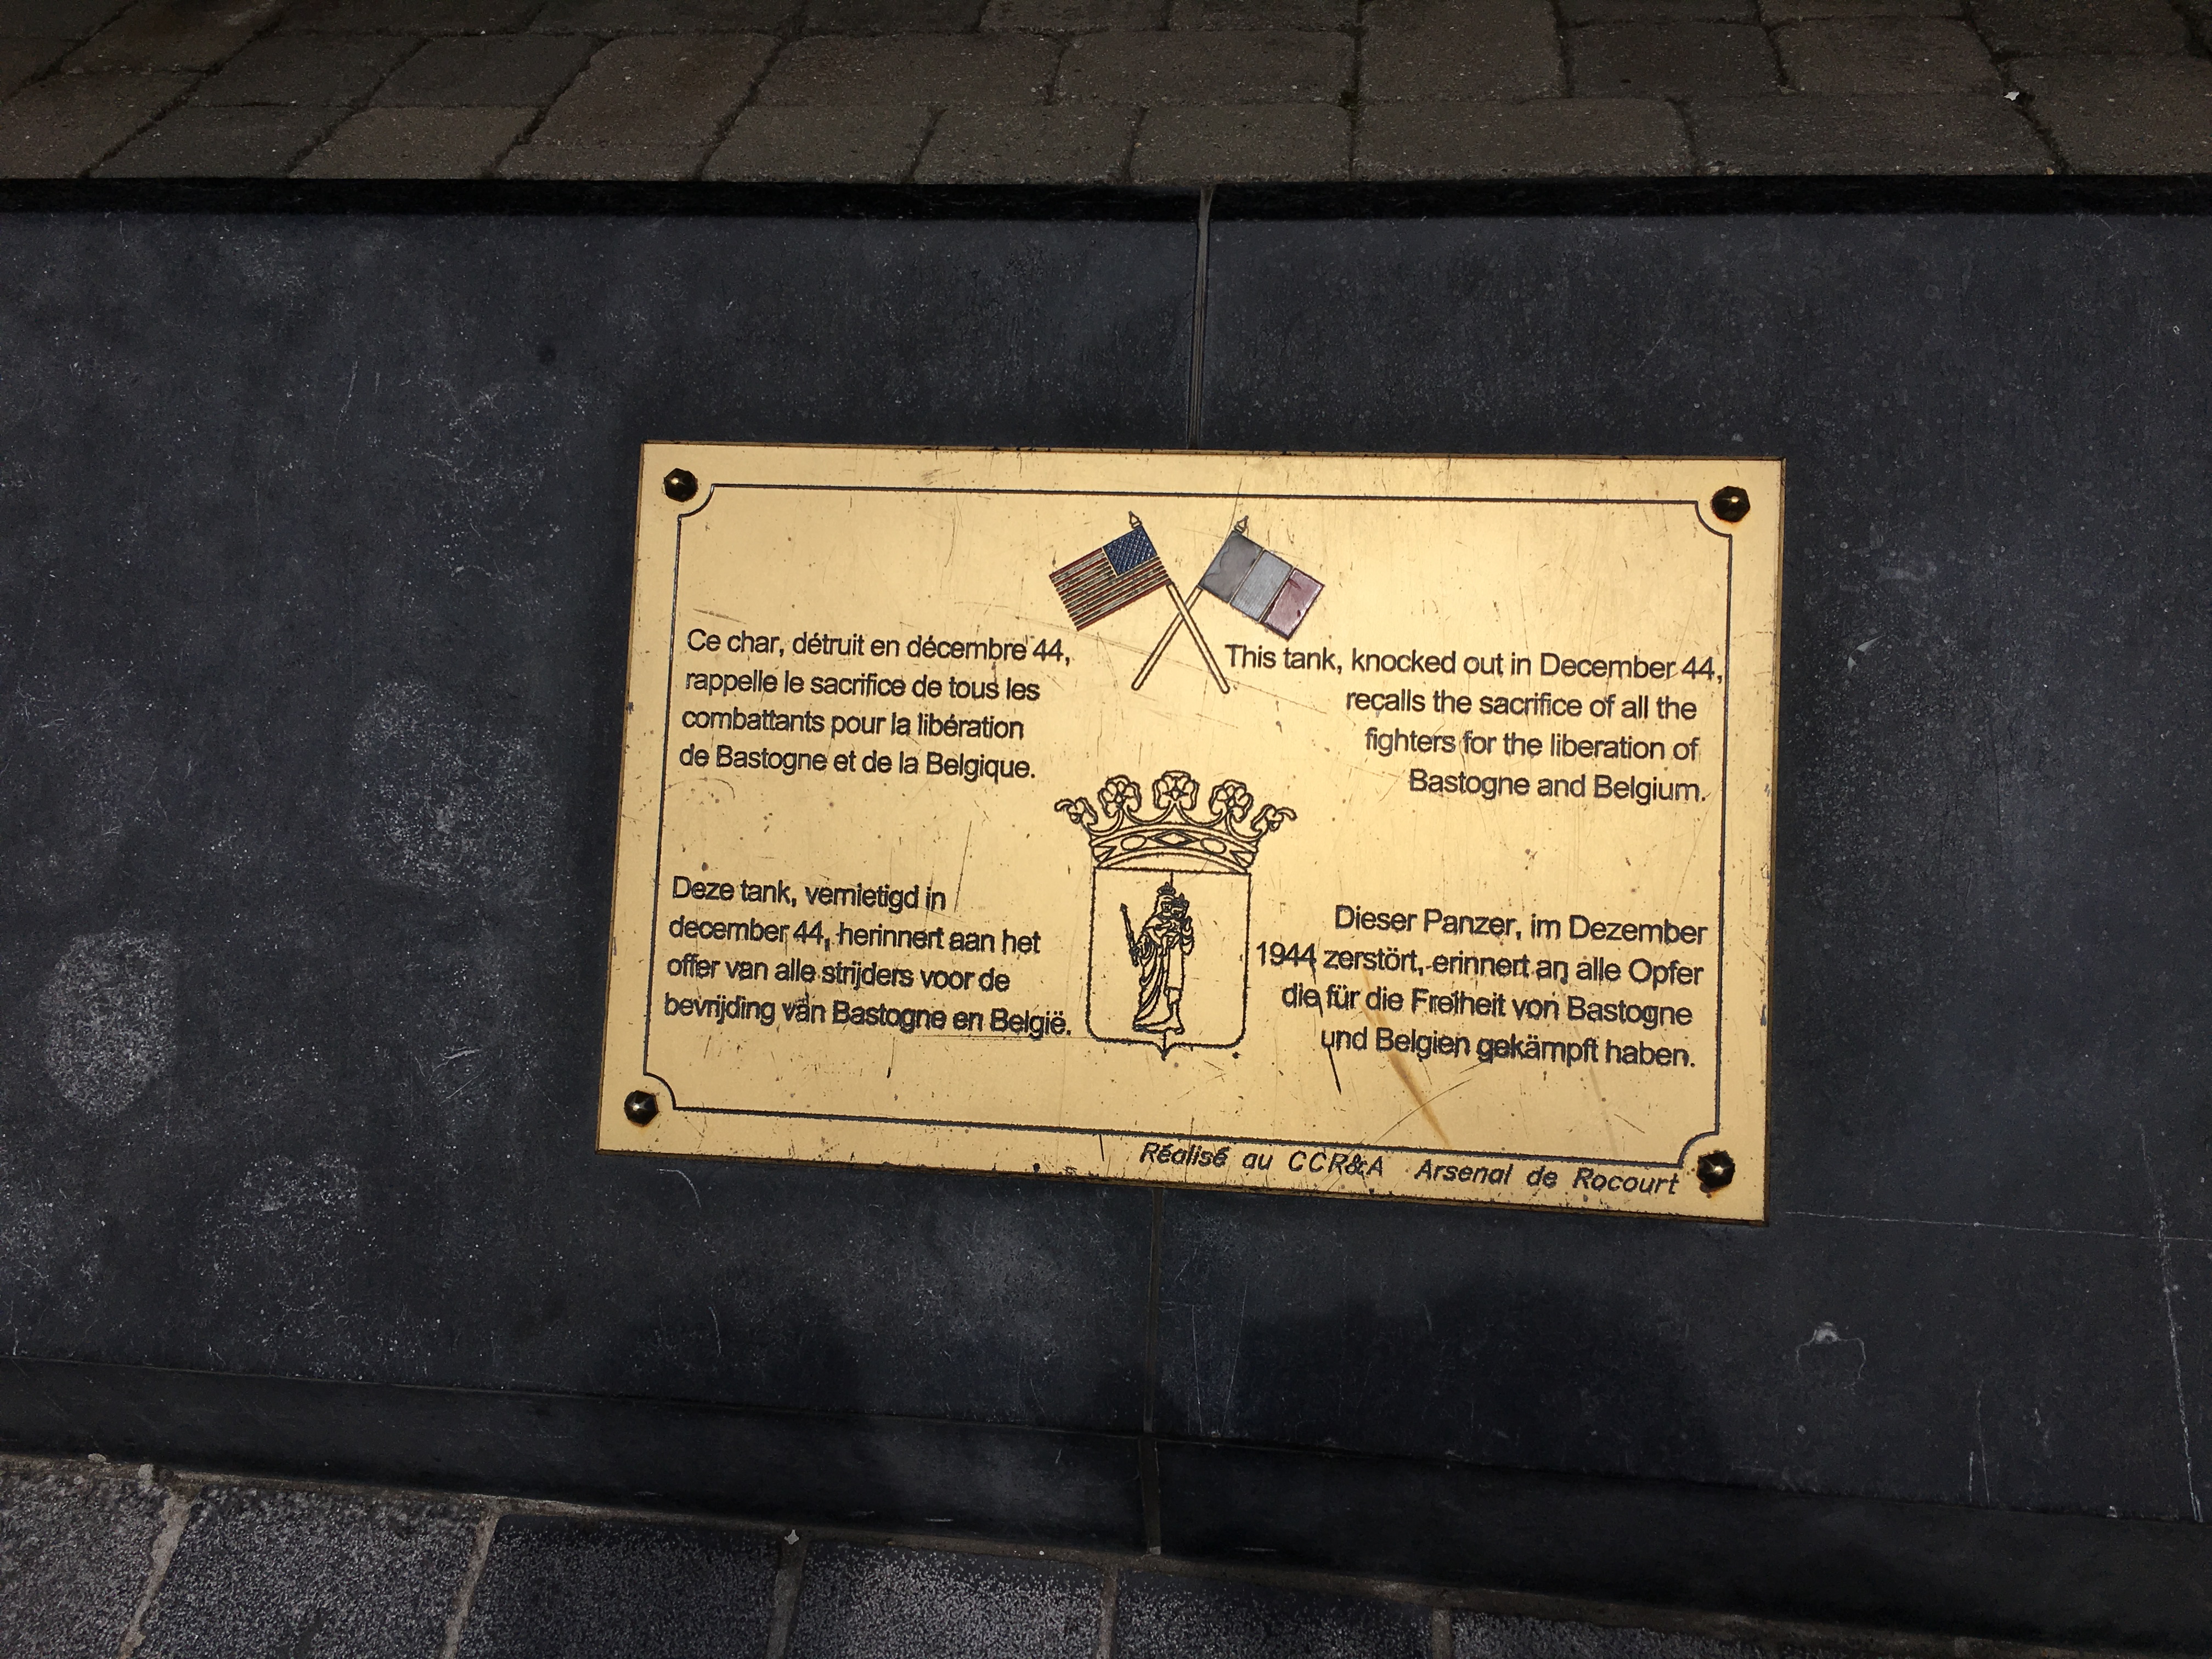 Ce char, détruit en décembre 44,
rappelle le sacrifice de tous les
combattants pour la libération
de Bastogne et de la Belgique.
This tank, knocked out in December 44,
recalls the sacrifice of all the
fighters for the liberation of
Bastogne and Belgium.
Deze tank, vernietigd in
december 44, herinnert aan het
offer van alle strijders voor de
bevrijding van Bastogne en België.
Dieser Panzer, im Dezember
1944 zerstört, erinnert an alle Opfer
die für die Freiheit von Bastogne
und Belgien gekämpft haben.
Réalisé au CCR&A Arsenal de Rocourt